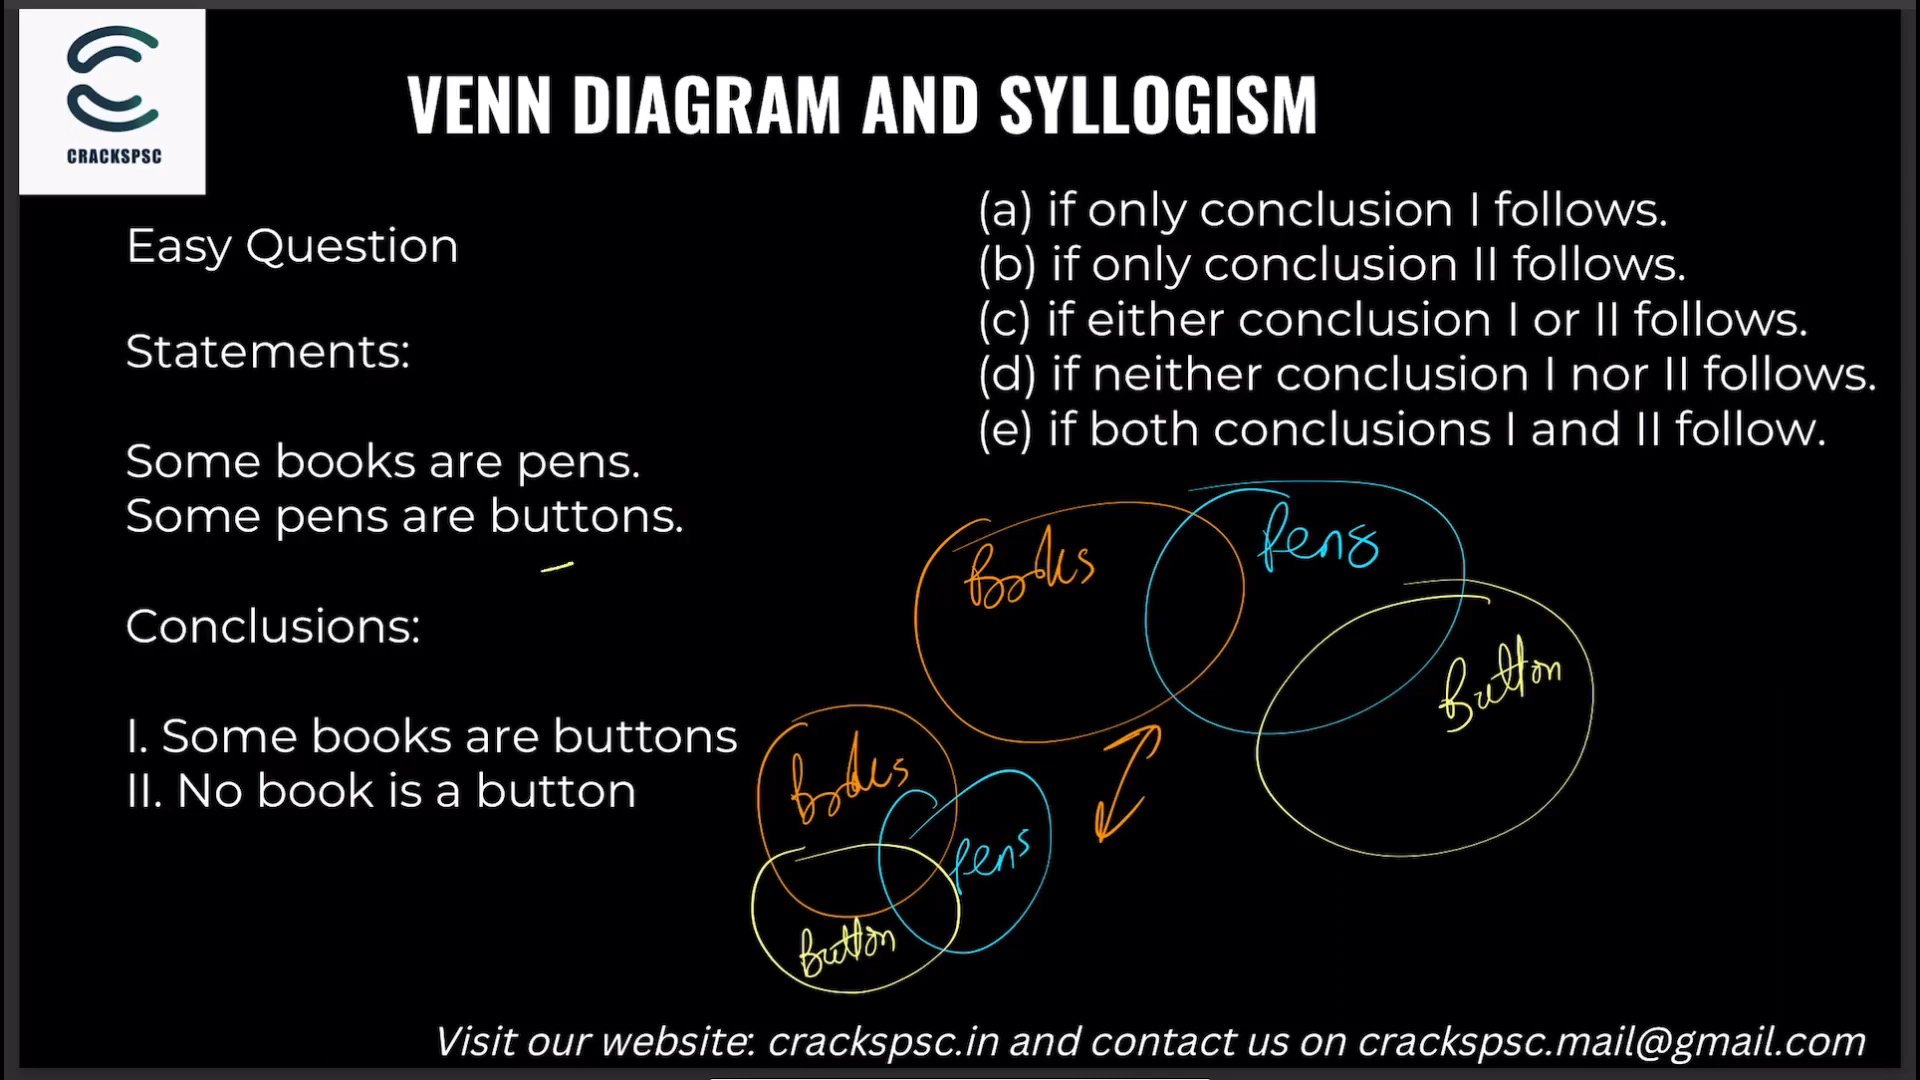 CRACKSPSC
VENN DIAGRAM AND SYLLOGISM
Easy Question
Statements:
Some books are pens.
Some pens are buttons.
Conclusions:
I. Some books are buttons
II. No book is a button
(a) if only conclusion I follows.
(b) if only conclusion II follows.
(c) if either conclusion I or II follows.
(d) if neither conclusion I nor II follows.
(e) if both conclusions I and II follow.
Books
Pens
Button
Books
Pens
Button
Visit our website: crackspsc.in and contact us on crackspsc.mail@gmail.com